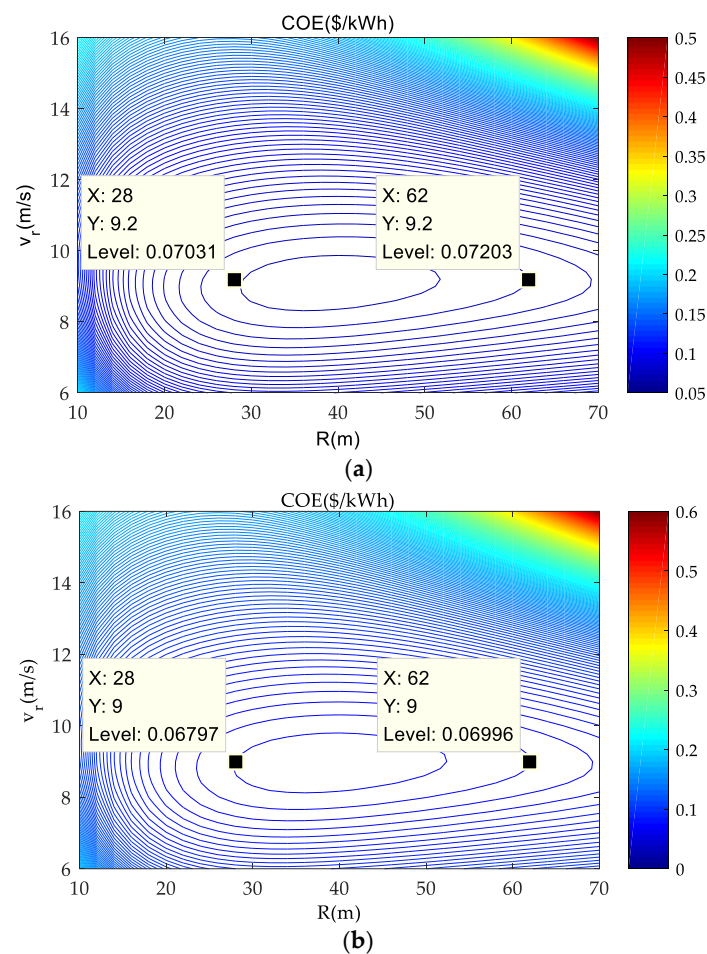 COE($/kWh)
16
14
12
10
8
6
v_r(m/s)
X: 28
Y: 9.2
Level: 0.07031
X: 62
Y: 9.2
Level: 0.07203
10 20 30 40 50 60 70
R(m)
0.5
0.45
0.4
0.35
0.3
0.25
0.2
0.15
0.1
0.05
(a)
COE($/kWh)
16
14
12
10
8
6
v_r(m/s)
X: 28
Y: 9
Level: 0.06797
X: 62
Y: 9
Level: 0.06996
10 20 30 40 50 60 70
R(m)
0.6
0.5
0.4
0.3
0.2
0.1
0
(b)